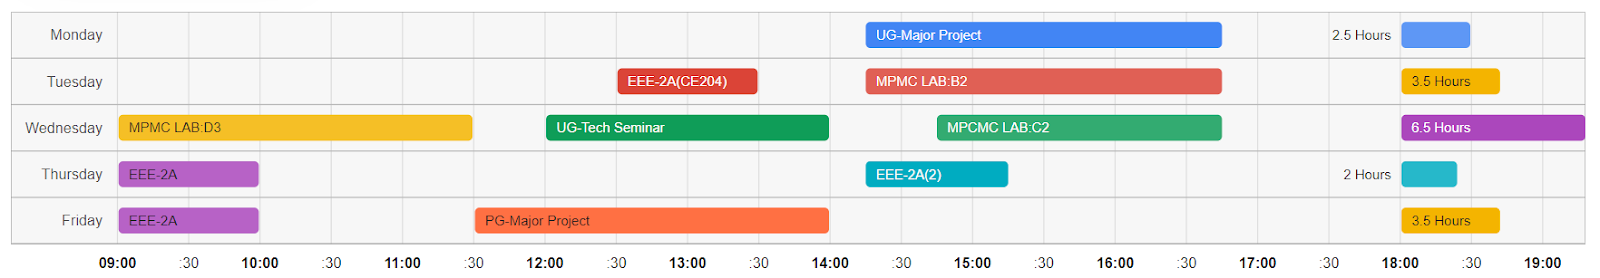 Monday UG-Major Project 2.5 Hours
Tuesday EEE-2A(CE204) MPMC LAB:B2 3.5 Hours
Wednesday MPMC LAB:D3 UG-Tech Seminar MPCMC LAB:C2 6.5 Hours
Thursday EEE-2A EEE-2A(2) 2 Hours
Friday EEE-2A PG-Major Project 3.5 Hours
09:00 :30 10:00 :30 11:00 :30 12:00 :30 13:00 :30 14:00 :30 15:00 :30 16:00 :30 17:00 :30 18:00 :30 19:00